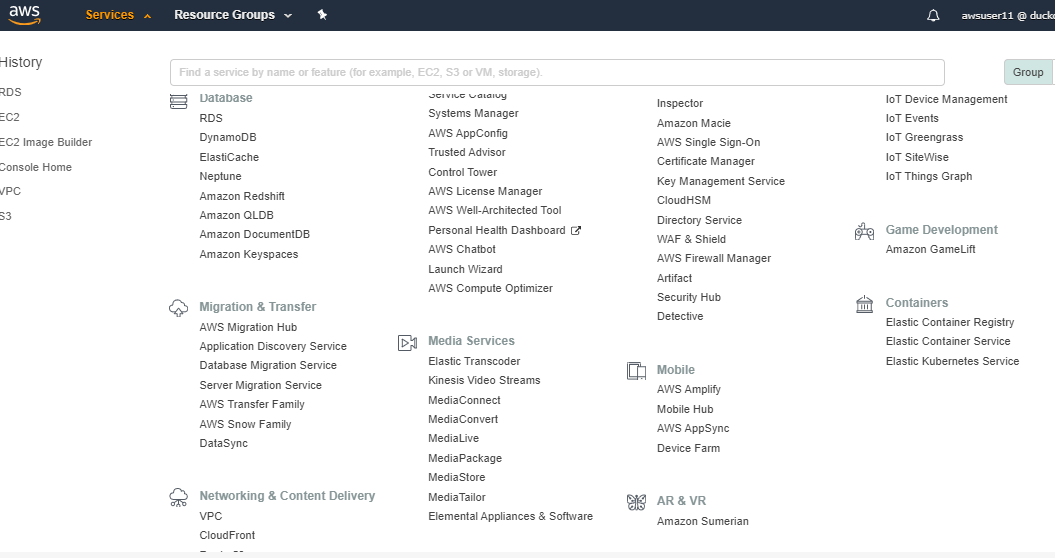 aws
Services
Resource Groups
awsuser11 @
History
Find a service by name or feature (for example, EC2, S3 or VM, storage).
Group
RDS
EC2
EC2 Image Builder
Console Home
VPC
S3
Database
RDS
DynamoDB
ElastiCache
Neptune
Amazon Redshift
Amazon QLDB
Amazon DocumentDB
Amazon Keyspaces
Migration & Transfer
AWS Migration Hub
Application Discovery Service
Database Migration Service
Server Migration Service
AWS Transfer Family
AWS Snow Family
DataSync
Networking & Content Delivery
VPC
CloudFront
Service Catalog
Systems Manager
AWS AppConfig
Trusted Advisor
Control Tower
AWS License Manager
AWS Well-Architected Tool
Personal Health Dashboard
AWS Chatbot
Launch Wizard
AWS Compute Optimizer
Media Services
Elastic Transcoder
Kinesis Video Streams
MediaConnect
MediaConvert
MediaLive
MediaPackage
MediaStore
MediaTailor
Elemental Appliances & Software
Inspector
Amazon Macie
AWS Single Sign-On
Certificate Manager
Key Management Service
CloudHSM
Directory Service
WAF & Shield
AWS Firewall Manager
Artifact
Security Hub
Detective
Mobile
AWS Amplify
Mobile Hub
AWS AppSync
Device Farm
AR & VR
Amazon Sumerian
IoT Device Management
IoT Events
IoT Greengrass
IoT SiteWise
IoT Things Graph
Game Development
Amazon GameLift
Containers
Elastic Container Registry
Elastic Container Service
Elastic Kubernetes Service